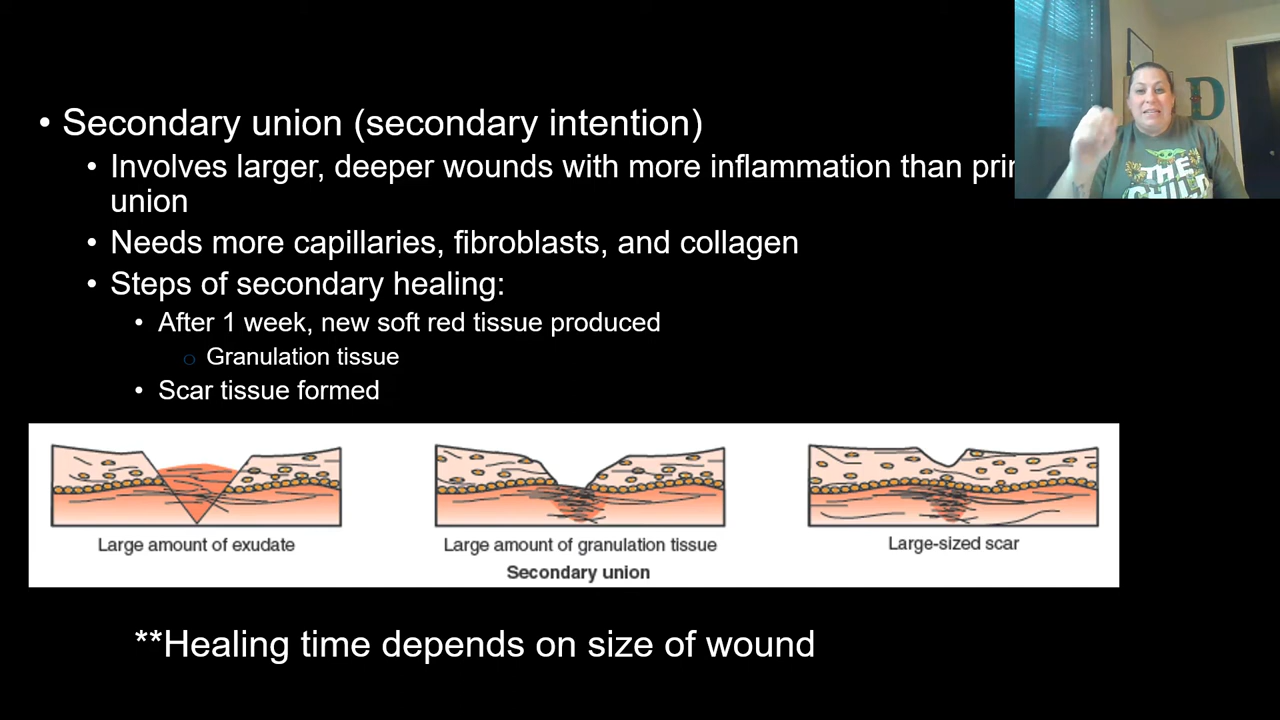 • Secondary union (secondary intention)
• Involves larger, deeper wounds with more inflammation than
union
• Needs more capillaries, fibroblasts, and collagen
• Steps of secondary healing:
• After 1 week, new soft red tissue produced
○ Granulation tissue
• Scar tissue formed
Large amount of exudate
Large amount of granulation tissue
Large-sized scar
Secondary union
**Healing time depends on size of wound
D
THE
CHILD